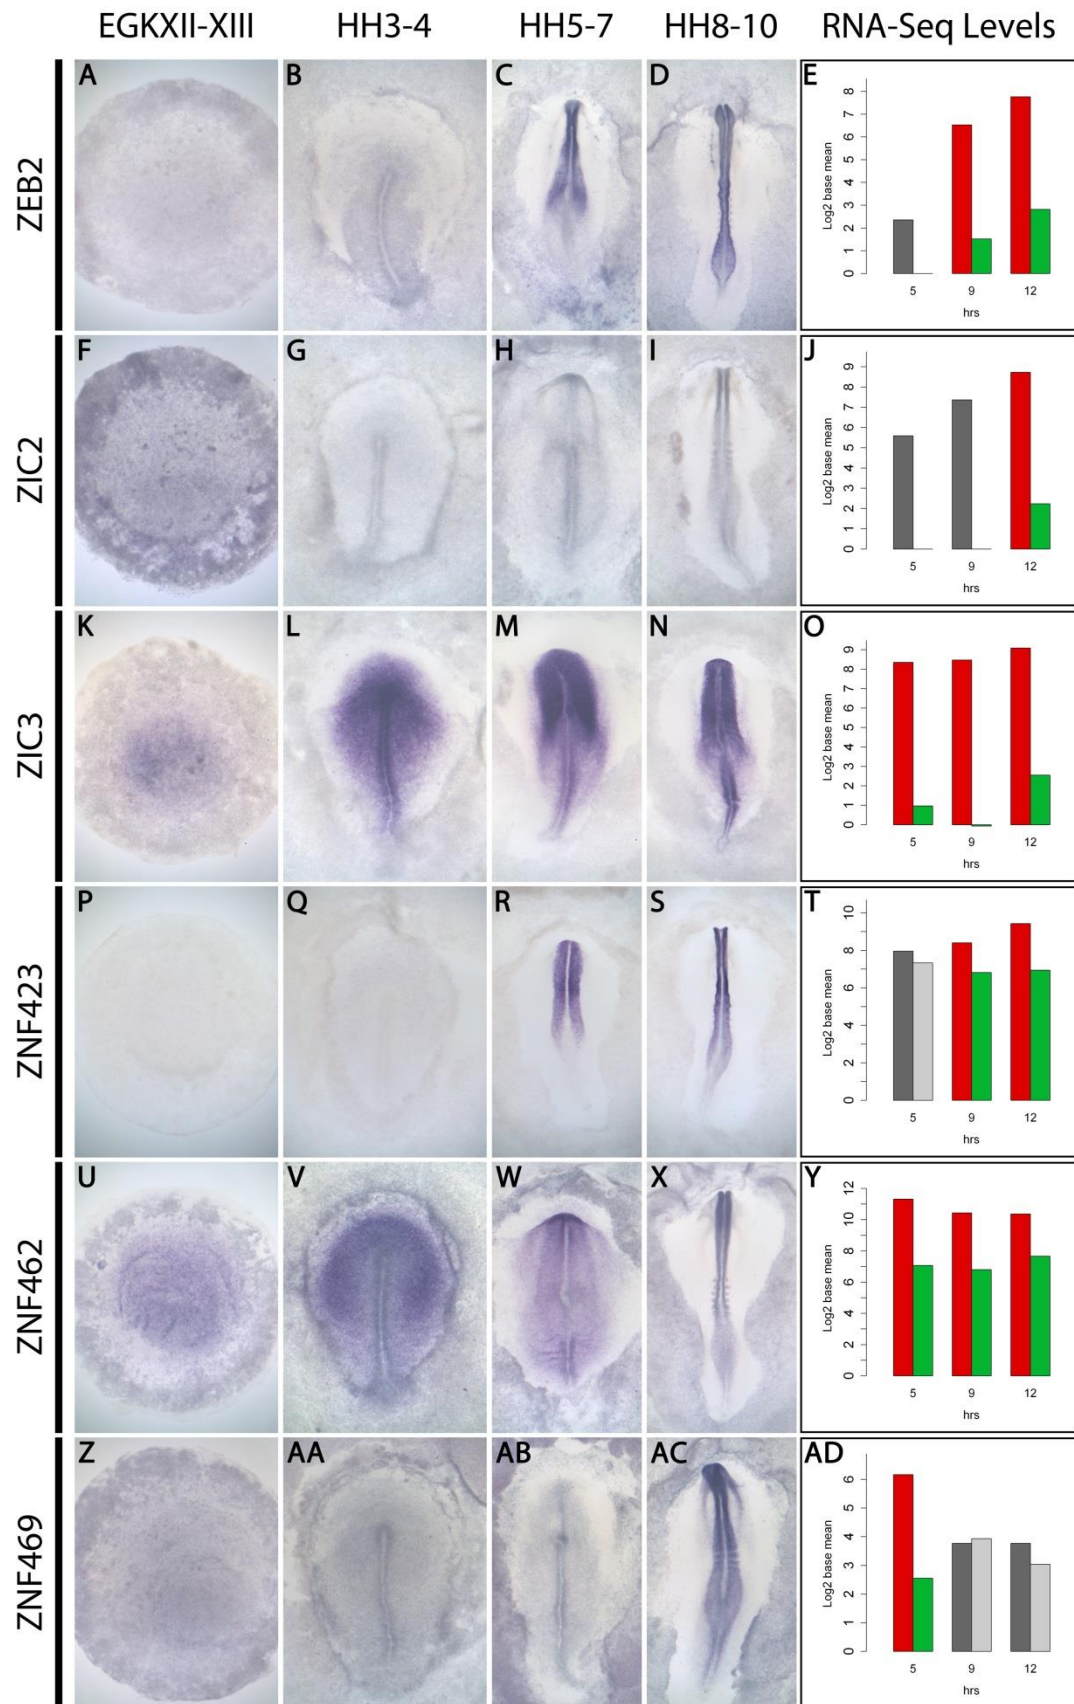 EGKXII-XIII HH3-4 HH5-7 HH8-10 RNA-Seq Levels
ZEB2
A B C D E
Log2 base mean
0 1 2 3 4 5 6 7 8
5 9 12
hrs
ZIC2
F G H I J
Log2 base mean
0 1 2 3 4 5 6 7 8 9
5 9 12
hrs
ZIC3
K L M N O
Log2 base mean
0 1 2 3 4 5 6 7 8 9
5 9 12
hrs
ZNF423
P Q R S T
Log2 base mean
0 2 4 6 8 10
5 9 12
hrs
ZNF462
U V W X Y
Log2 base mean
0 2 4 6 8 10 12
5 9 12
hrs
ZNF469
Z AA AB AC AD
Log2 base mean
0 1 2 3 4 5 6
5 9 12
hrs